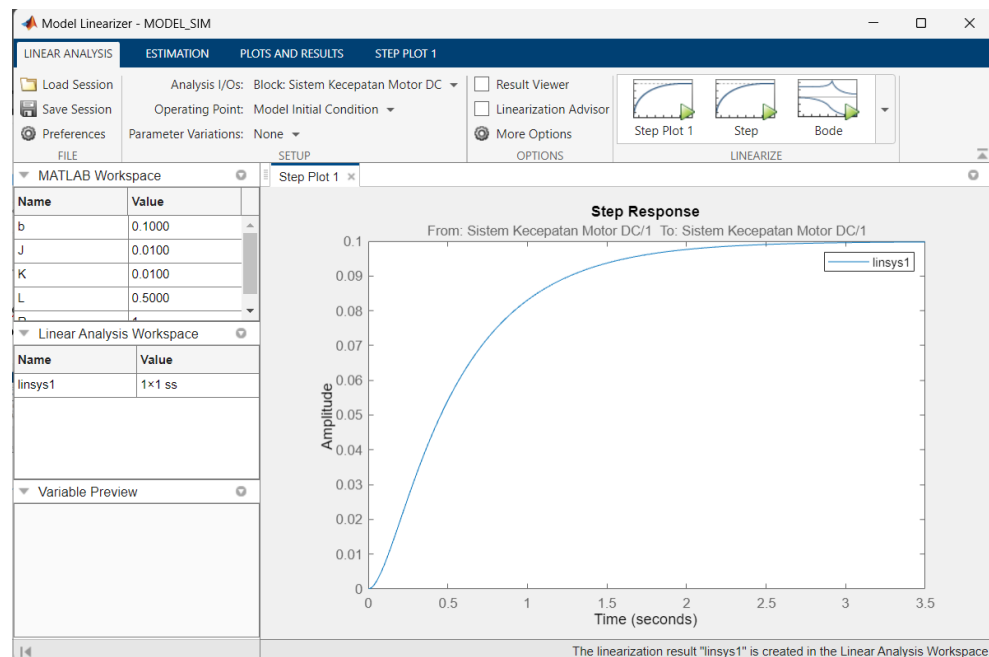 Model Linearizer - MODEL_SIM
LINEAR ANALYSIS ESTIMATION PLOTS AND RESULTS STEP PLOT 1
Load Session
Save Session
Preferences
FILE
Analysis I/Os: Block: Sistem Kecepatan Motor DC
Operating Point: Model Initial Condition
Parameter Variations: None
SETUP
Result Viewer
Linearization Advisor
More Options
OPTIONS
Step Plot 1 Step Bode
LINEARIZE
MATLAB Workspace
Name Value
b 0.1000
J 0.0100
K 0.0100
L 0.5000
Linear Analysis Workspace
Name Value
linsys1 1×1 ss
Variable Preview
Step Plot 1
Step Response
From: Sistem Kecepatan Motor DC/1 To: Sistem Kecepatan Motor DC/1
linsys1
Amplitude
0.1
0.09
0.08
0.07
0.06
0.05
0.04
0.03
0.02
0.01
0
0 0.5 1 1.5 2 2.5 3 3.5
Time (seconds)
The linearization result "linsys1" is created in the Linear Analysis Workspace